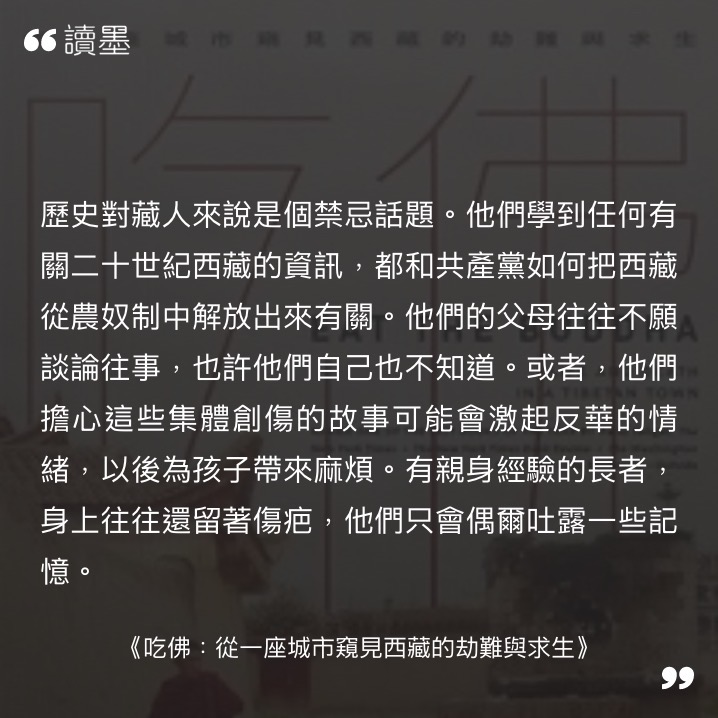 讀墨
城市窺見西藏的劫難與求生
吃佛
歷史對藏人來說是個禁忌話題。他們學到任何有
關二十世紀西藏的資訊，都和共產黨如何把西藏
從農奴制中解放出來有關。他們的父母往往不願
EAT THE BUDDHA
談論往事，也許他們自己也不知道。或者，他們
IN A TIBETAN TOWN
擔心這些集體創傷的故事可能會激起反華的情
緒，以後為孩子帶來麻煩。有親身經驗的長者，
身上往往還留著傷疤，他們只會偶爾吐露一些記
憶。
《吃佛：從一座城市窺見西藏的劫難與求生》